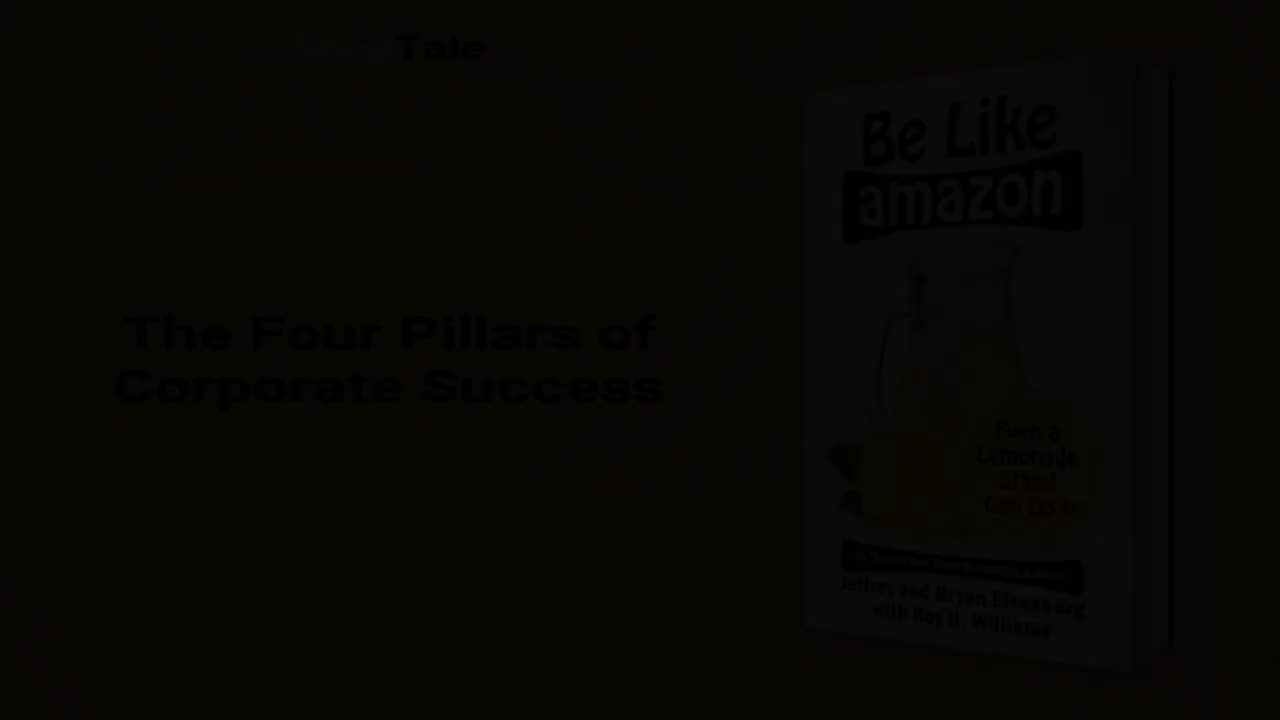 Tale
The Four Pillars of
Corporate Success
Be Like
amazon
Even a
Lemonade
Stand
Can Do It
Jeffrey and Bryan Eisenberg
with Roy H. Williams